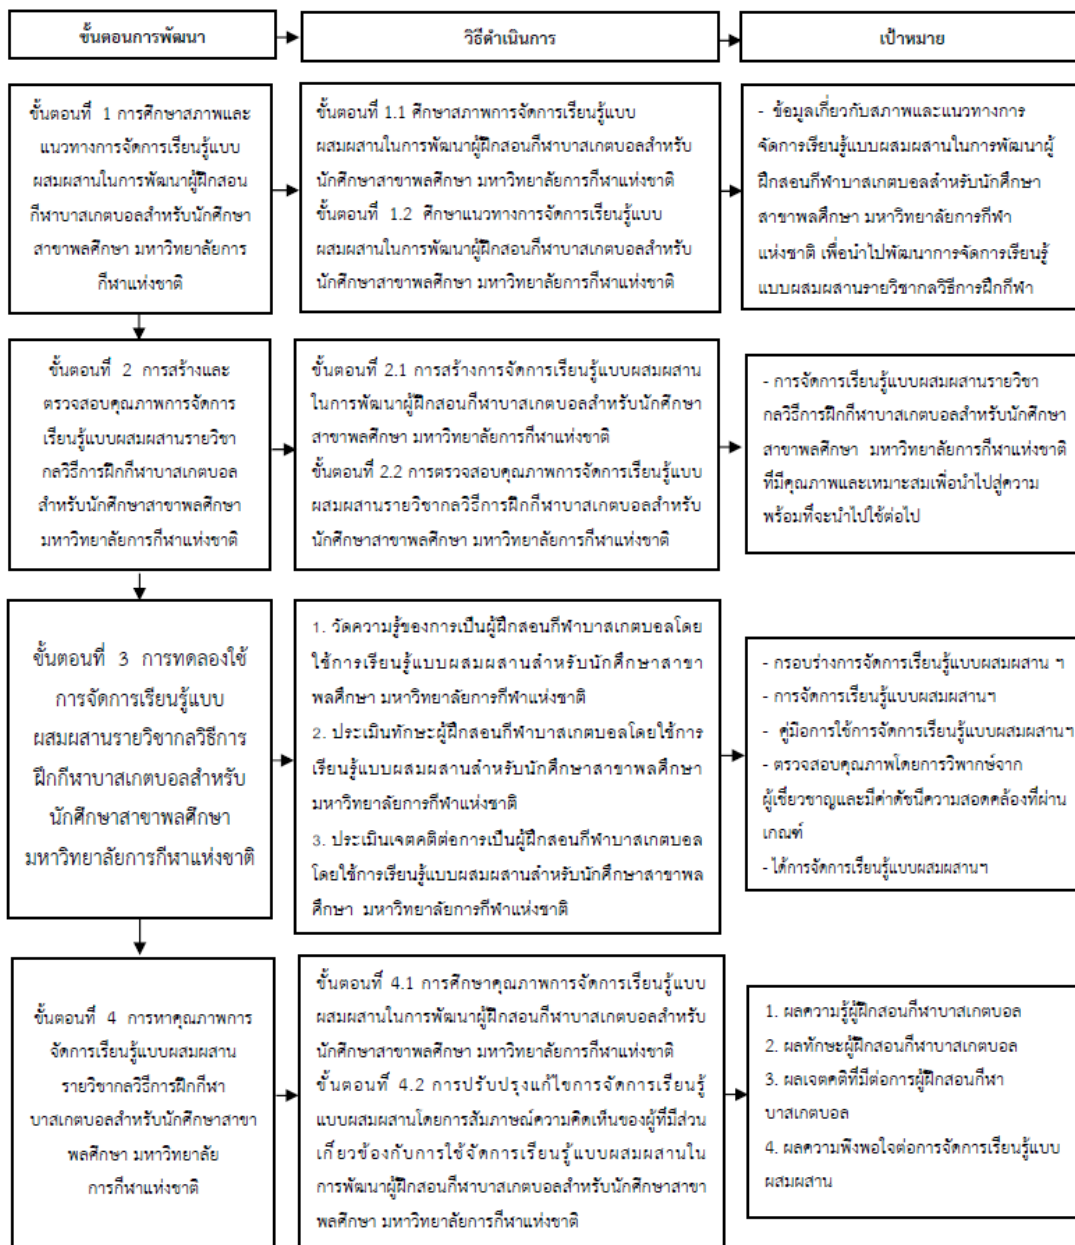 ขั้นตอนการพัฒนา
วิธีดำเนินการ
เป้าหมาย
ขั้นตอนที่ 1 การศึกษาสภาพและ
แนวทางการจัดการเรียนรู้แบบ
ผสมผสานในการพัฒนาผู้ฝึกสอน
กีฬาบาสเกตบอลสำหรับนักศึกษา
สาขาพลศึกษา มหาวิทยาลัยการ
กีฬาแห่งชาติ
ขั้นตอนที่ 1.1 ศึกษาสภาพการจัดการเรียนรู้แบบ
ผสมผสานในการพัฒนาผู้ฝึกสอนกีฬาบาสเกตบอลสำหรับ
นักศึกษาสาขาพลศึกษา มหาวิทยาลัยการกีฬาแห่งชาติ
ขั้นตอนที่ 1.2 ศึกษาแนวทางการจัดการเรียนรู้แบบ
ผสมผสานในการพัฒนาผู้ฝึกสอนกีฬาบาสเกตบอลสำหรับ
นักศึกษาสาขาพลศึกษา มหาวิทยาลัยการกีฬาแห่งชาติ
- ข้อมูลเกี่ยวกับสภาพและแนวทางการ
จัดการเรียนรู้แบบผสมผสานในการพัฒนาผู้
ฝึกสอนกีฬาบาสเกตบอลสำหรับนักศึกษา
สาขาพลศึกษา มหาวิทยาลัยการกีฬา
แห่งชาติ เพื่อนำไปพัฒนาการจัดการเรียนรู้
แบบผสมผสานรายวิชากลวิธีการฝึกกีฬา
ขั้นตอนที่ 2 การสร้างและ
ตรวจสอบคุณภาพการจัดการ
เรียนรู้แบบผสมผสานรายวิชา
กลวิธีการฝึกกีฬาบาสเกตบอล
สำหรับนักศึกษาสาขาพลศึกษา
มหาวิทยาลัยการกีฬาแห่งชาติ
ขั้นตอนที่ 2.1 การสร้างการจัดการเรียนรู้แบบผสมผสาน
ในการพัฒนาผู้ฝึกสอนกีฬาบาสเกตบอลสำหรับนักศึกษา
สาขาพลศึกษา มหาวิทยาลัยการกีฬาแห่งชาติ
ขั้นตอนที่ 2.2 การตรวจสอบคุณภาพการจัดการเรียนรู้แบบ
ผสมผสานรายวิชากลวิธีการฝึกกีฬาบาสเกตบอลสำหรับ
นักศึกษาสาขาพลศึกษา มหาวิทยาลัยการกีฬาแห่งชาติ
- การจัดการเรียนรู้แบบผสมผสานรายวิชา
กลวิธีการฝึกกีฬาบาสเกตบอลสำหรับนักศึกษา
สาขาพลศึกษา มหาวิทยาลัยการกีฬาแห่งชาติ
ที่มีคุณภาพและเหมาะสมเพื่อนำไปสู่ความ
พร้อมที่จะนำไปใช้ต่อไป
ขั้นตอนที่ 3 การทดลองใช้
การจัดการเรียนรู้แบบ
ผสมผสานรายวิชากลวิธีการ
ฝึกกีฬาบาสเกตบอลสำหรับ
นักศึกษาสาขาพลศึกษา
มหาวิทยาลัยการกีฬาแห่งชาติ
1. วัดความรู้ของการเป็นผู้ฝึกสอนกีฬาบาสเกตบอลโดย
ใช้การเรียนรู้แบบผสมผสานสำหรับนักศึกษาสาขา
พลศึกษา มหาวิทยาลัยการกีฬาแห่งชาติ
2. ประเมินทักษะผู้ฝึกสอนกีฬาบาสเกตบอลโดยใช้การ
เรียนรู้แบบผสมผสานสำหรับนักศึกษาสาขาพลศึกษา
มหาวิทยาลัยการกีฬาแห่งชาติ
3. ประเมินเจตคติต่อการเป็นผู้ฝึกสอนกีฬาบาสเกตบอล
โดยใช้การเรียนรู้แบบผสมผสานสำหรับนักศึกษาสาขาพล
ศึกษา มหาวิทยาลัยการกีฬาแห่งชาติ
- กรอบร่างการจัดการเรียนรู้แบบผสมผสาน ฯ
- การจัดการเรียนรู้แบบผสมผสานฯ
- คู่มือการใช้การจัดการเรียนรู้แบบผสมผสานฯ
- ตรวจสอบคุณภาพโดยการวิพากษ์จาก
ผู้เชี่ยวชาญและมีค่าดัชนีความสอดคล้องที่ผ่าน
เกณฑ์
- ได้การจัดการเรียนรู้แบบผสมผสานฯ
ขั้นตอนที่ 4 การหาคุณภาพการ
จัดการเรียนรู้แบบผสมผสาน
รายวิชากลวิธีการฝึกกีฬา
บาสเกตบอลสำหรับนักศึกษาสาขา
พลศึกษา มหาวิทยาลัย
การกีฬาแห่งชาติ
ขั้นตอนที่ 4.1 การศึกษาคุณภาพการจัดการเรียนรู้แบบ
ผสมผสานในการพัฒนาผู้ฝึกสอนกีฬาบาสเกตบอลสำหรับ
นักศึกษาสาขาพลศึกษา มหาวิทยาลัยการกีฬาแห่งชาติ
ขั้นตอนที่ 4.2 การปรับปรุงแก้ไขการจัดการเรียนรู้
แบบผสมผสานโดยการสัมภาษณ์ความคิดเห็นของผู้ที่มีส่วน
เกี่ยวข้องกับการใช้จัดการเรียนรู้แบบผสมผสานใน
การพัฒนาผู้ฝึกสอนกีฬาบาสเกตบอลสำหรับนักศึกษาสาขา
พลศึกษา มหาวิทยาลัยการกีฬาแห่งชาติ
1. ผลความรู้ผู้ฝึกสอนกีฬาบาสเกตบอล
2. ผลทักษะผู้ฝึกสอนกีฬาบาสเกตบอล
3. ผลเจตคติที่มีต่อการผู้ฝึกสอนกีฬา
บาสเกตบอล
4. ผลความพึงพอใจต่อการจัดการเรียนรู้แบบ
ผสมผสาน